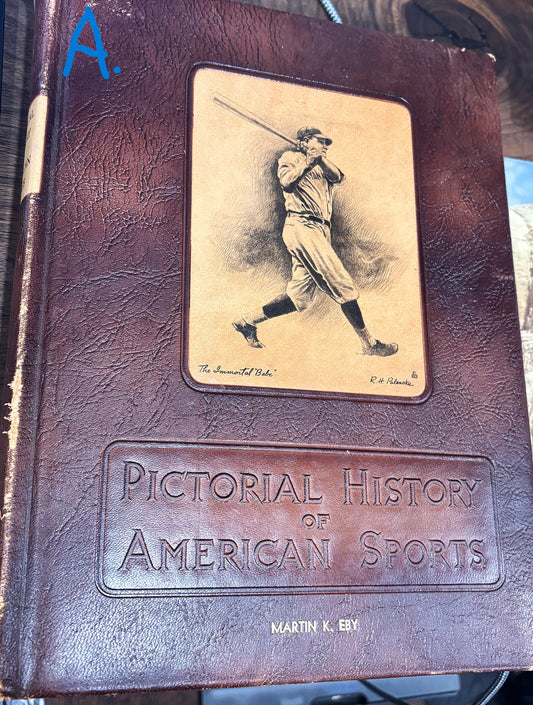 A.
The Immortal "Babe"
R. H. Palenske
PICTORIAL HISTORY
OF
AMERICAN SPORTS
MARTIN K. EBY